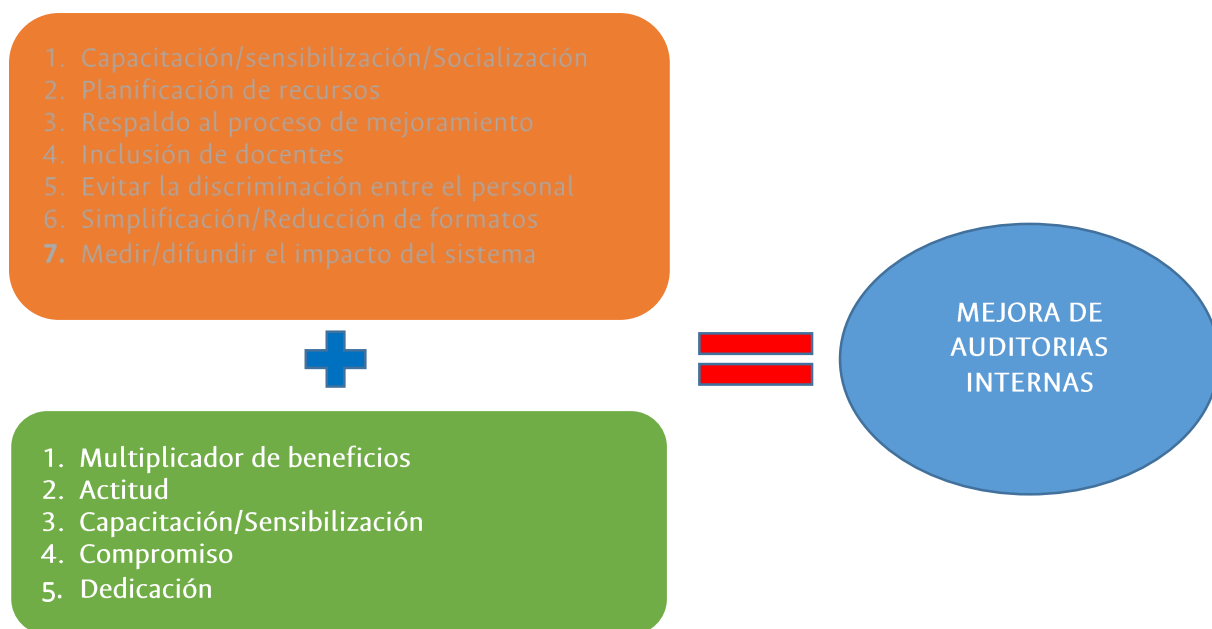 1. Capacitación/sensibilización/Socialización
2. Planificación de recursos
3. Respaldo al proceso de mejoramiento
4. Inclusión de docentes
5. Evitar la discriminación entre el personal
6. Simplificación/Reducción de formatos
7. Medir/difundir el impacto del sistema
1. Multiplicador de beneficios
2. Actitud
3. Capacitación/Sensibilización
4. Compromiso
5. Dedicación
MEJORA DE
AUDITORIAS
INTERNAS